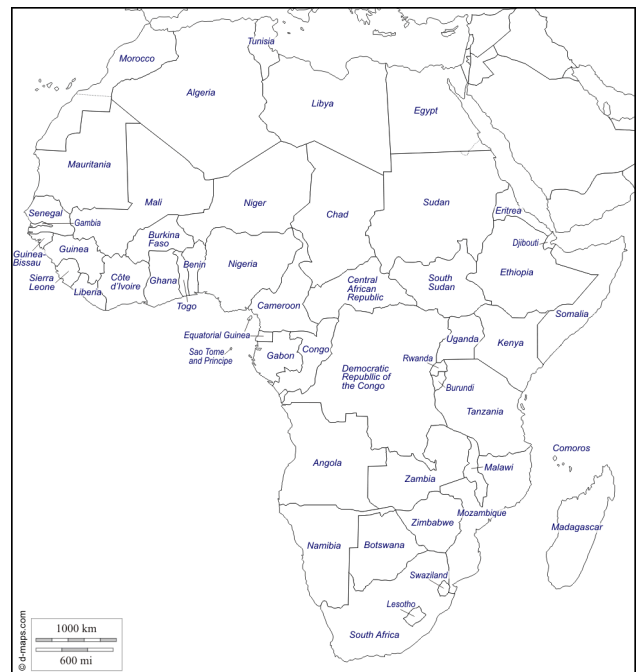 Tunisia
Morocco
Algeria
Libya
Egypt
Mauritania
Mali
Niger
Chad
Sudan
Eritrea
Senegal
Gambia
Djibouti
Guinea-
Bissau
Guinea
Burkina
Faso
Benin
Nigeria
Ethiopia
Sierra
Leone
Liberia
Côte
d'Ivoire
Ghana
Togo
Cameroon
Central
African
Republic
South
Sudan
Somalia
Equatorial Guinea
Sao Tome
and Principe
Gabon
Congo
Democratic
Republlic of
the Congo
Uganda
Kenya
Rwanda
Burundi
Tanzania
Comoros
Angola
Zambia
Malawi
Mozambique
Zimbabwe
Madagascar
Namibia
Botswana
Swaziland
Lesotho
South Africa
1000 km
600 mi
© d-maps.com